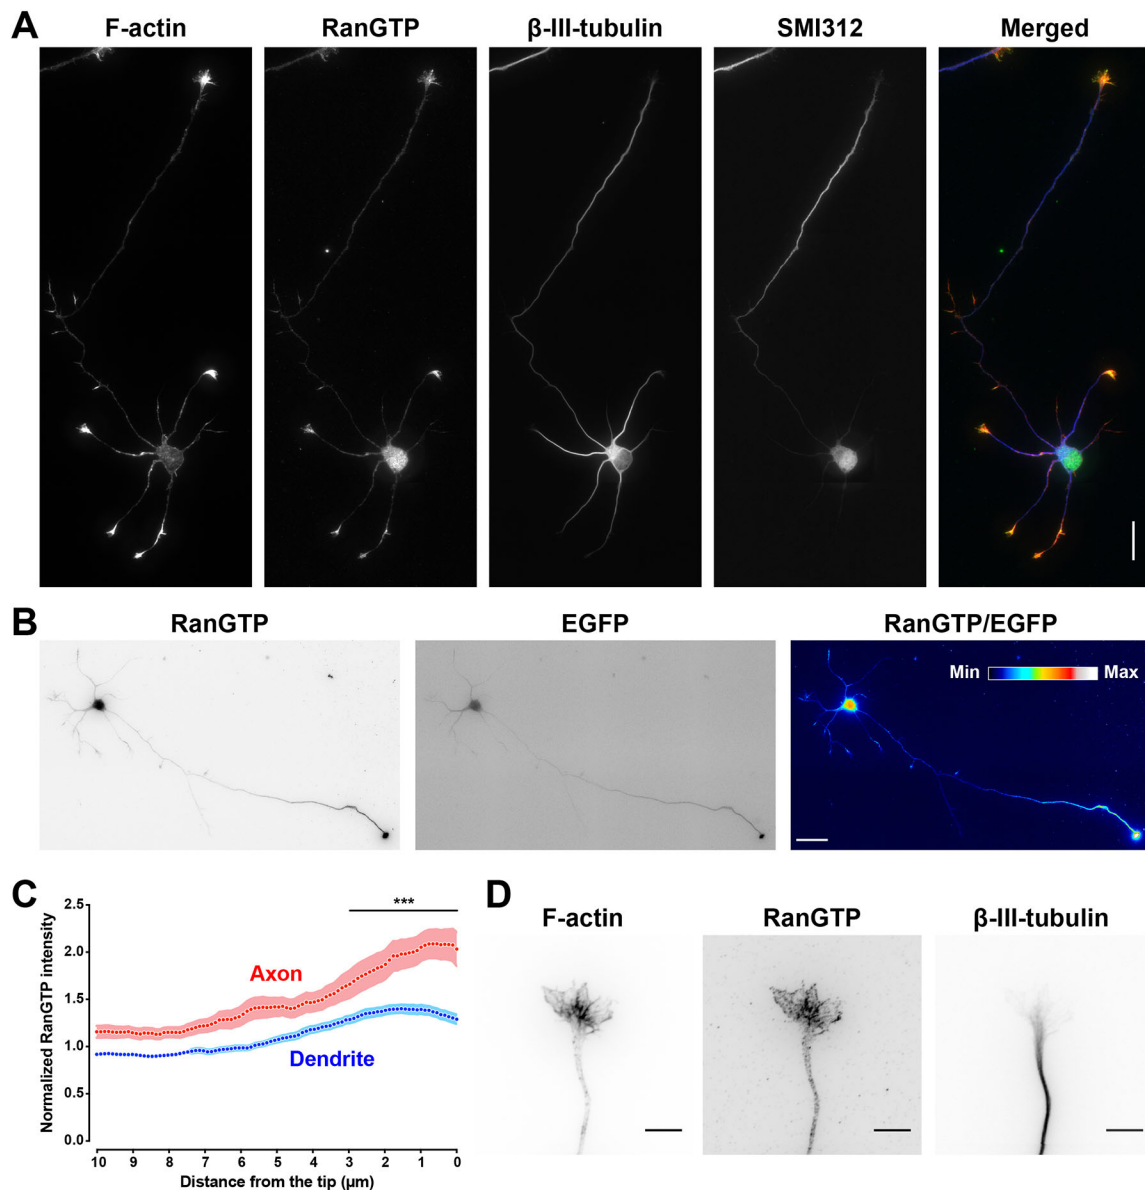 A
F-actin
RanGTP
β-III-tubulin
SMI312
Merged
B
RanGTP
EGFP
RanGTP/EGFP
Min
Max
C
Normalized RanGTP intensity
2.5
2.0
1.5
1.0
0.5
0.0
***
Axon
Dendrite
10 9 8 7 6 5 4 3 2 1 0
Distance from the tip (μm)
D
F-actin
RanGTP
β-III-tubulin